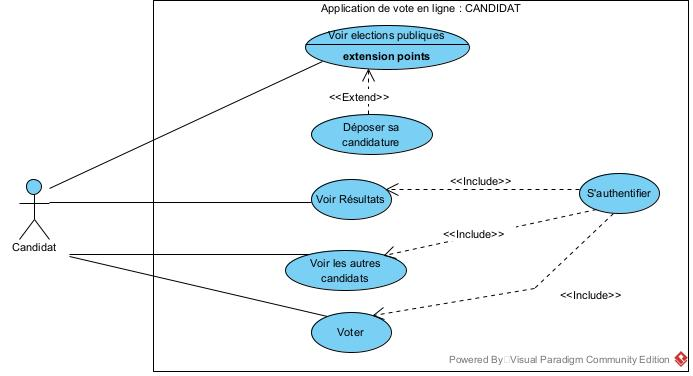 Application de vote en ligne : CANDIDAT
Voir elections publiques
extension points
<<Extend>>
Déposer sa
candidature
Voir Résultats
<<Include>>
S'authentifier
Candidat
<<Include>>
Voir les autres
candidats
<<Include>>
Voter
Powered By Visual Paradigm Community Edition